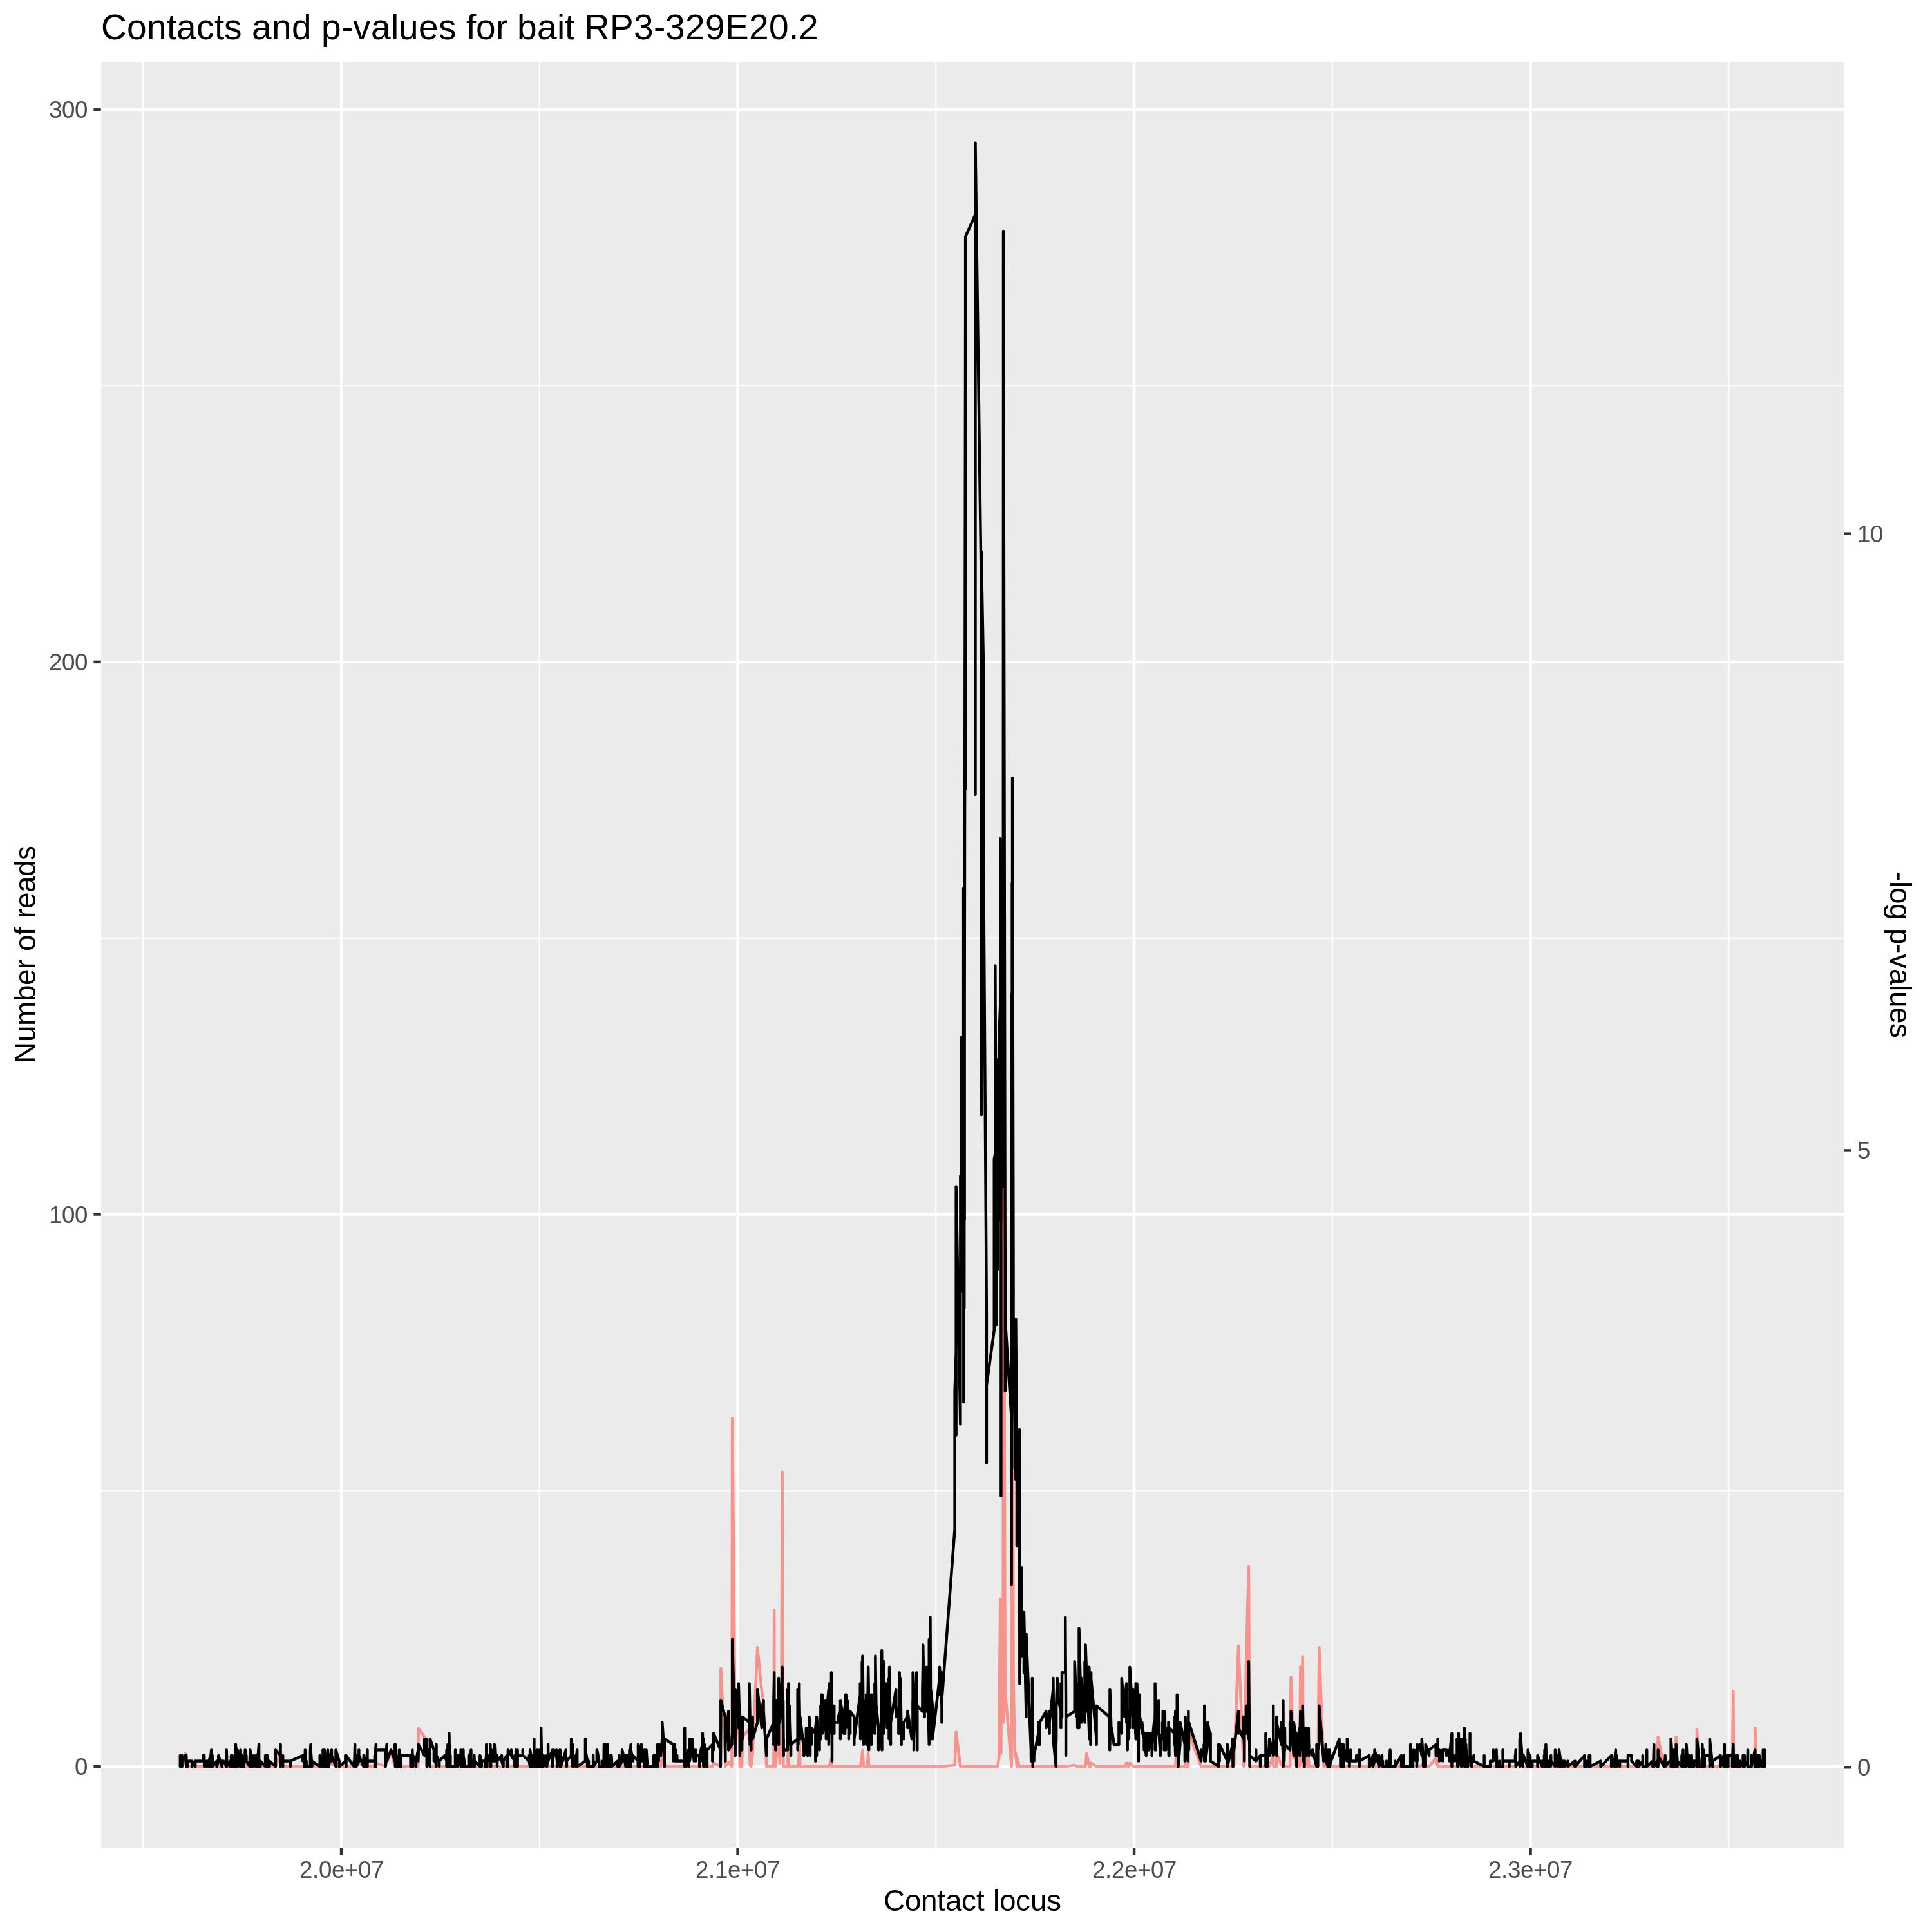 Contacts and p-values for bait RP3-329E20.2
300
200
100
0
Number of reads
10
5
0
-log p-values
2.0e+07
2.1e+07
2.2e+07
2.3e+07
Contact locus